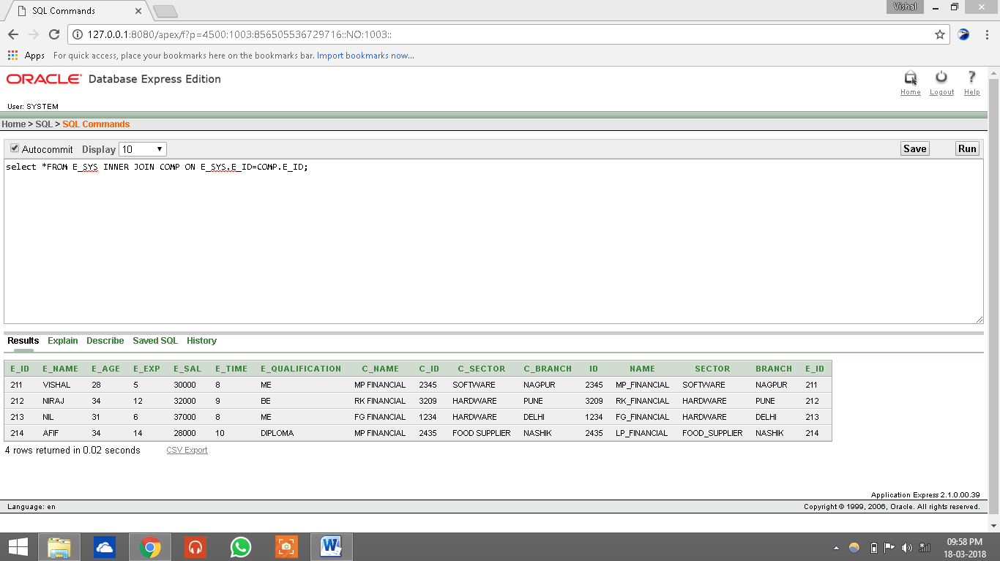 SQL Commands
Vishal
127.0.0.1:8080/apex/f?p=4500:1003:856505536729716::NO:1003::
Apps For quick access, place your bookmarks here on the bookmarks bar. Import bookmarks now...
ORACLE Database Express Edition
Home Logout Help
User: SYSTEM
Home > SQL > SQL Commands
Autocommit Display 10 Save Run
select *FROM E_SYS INNER JOIN COMP ON E_SYS.E_ID=COMP.E_ID;
Results Explain Describe Saved SQL History
E_ID E_NAME E_AGE E_EXP E_SAL E_TIME E_QUALIFICATION C_NAME C_ID C_SECTOR C_BRANCH ID NAME SECTOR BRANCH E_ID
211 VISHAL 28 5 30000 8 ME MP FINANCIAL 2345 SOFTWARE NAGPUR 2345 MP_FINANCIAL SOFTWARE NAGPUR 211
212 NIRAJ 34 12 32000 9 BE RK FINANCIAL 3209 HARDWARE PUNE 3209 RK_FINANCIAL HARDWARE PUNE 212
213 NIL 31 6 37000 8 ME FG FINANCIAL 1234 HARDWARE DELHI 1234 FG_FINANCIAL HARDWARE DELHI 213
214 AFIF 34 14 28000 10 DIPLOMA MP FINANCIAL 2435 FOOD SUPPLIER NASHIK 2435 LP_FINANCIAL FOOD_SUPPLIER NASHIK 214
4 rows returned in 0.02 seconds CSV Export
Application Express 2.1.0.00.39
Language: en Copyright © 1999, 2006, Oracle. All rights reserved.
09:58 PM
18-03-2018